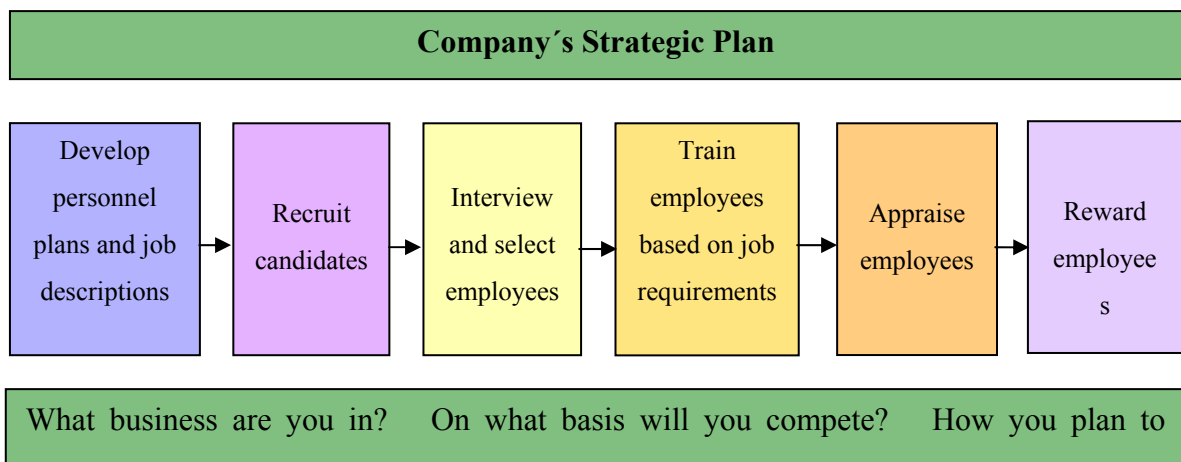 Company´s Strategic Plan
Develop
personnel
plans and job
descriptions
Recruit
candidates
Interview
and select
employees
Train
employees
based on job
requirements
Appraise
employees
Reward
employee
s
What business are you in? On what basis will you compete? How you plan to